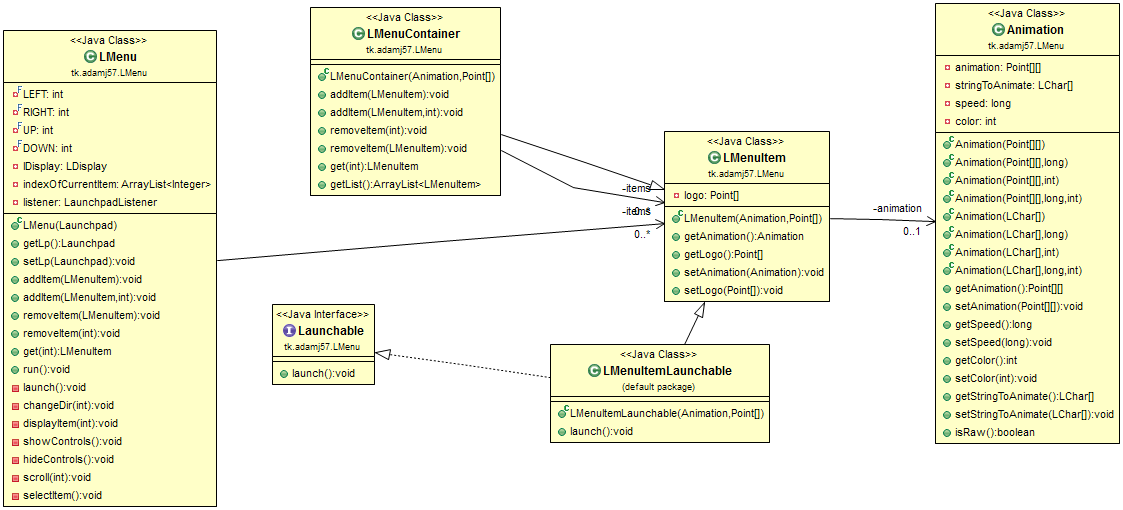 <<Java Class>>
LMenu
tk.adamj57.LMenu
LEFT: int
RIGHT: int
UP: int
DOWN: int
lDisplay: LDisplay
indexOfCurrentItem: ArrayList<Integer>
listener: LaunchpadListener
LMenu(Launchpad)
getLp():Launchpad
setLp(Launchpad):void
addItem(LMenuItem):void
addItem(LMenuItem,int):void
removeItem(LMenuItem):void
removeItem(int):void
get(int):LMenuItem
run():void
launch():void
changeDir(int):void
displayItem(int):void
showControls():void
hideControls():void
scroll(int):void
selectItem():void
<<Java Class>>
LMenuContainer
tk.adamj57.LMenu
LMenuContainer(Animation,Point[])
addItem(LMenuItem):void
addItem(LMenuItem,int):void
removeItem(int):void
removeItem(LMenuItem):void
get(int):LMenuItem
getList():ArrayList<LMenuItem>
<<Java Interface>>
Launchable
tk.adamj57.LMenu
launch():void
-items
0..*
-items
0..*
<<Java Class>>
LMenuItem
tk.adamj57.LMenu
logo: Point[]
LMenuItem(Animation,Point[])
getAnimation():Animation
getLogo():Point[]
setAnimation(Animation):void
setLogo(Point[]):void
<<Java Class>>
LMenuItemLaunchable
(default package)
LMenuItemLaunchable(Animation,Point[])
launch():void
-animation
0..1
<<Java Class>>
Animation
tk.adamj57.LMenu
animation: Point[][]
stringToAnimate: LChar[]
speed: long
color: int
Animation(Point[][])
Animation(Point[][],long)
Animation(Point[][],int)
Animation(Point[][],long,int)
Animation(LChar[])
Animation(LChar[],long)
Animation(LChar[],int)
Animation(LChar[],long,int)
getAnimation():Point[][]
setAnimation(Point[][]):void
getSpeed():long
setSpeed(long):void
getColor():int
setColor(int):void
getStringToAnimate():LChar[]
setStringToAnimate(LChar[]):void
isRaw():boolean